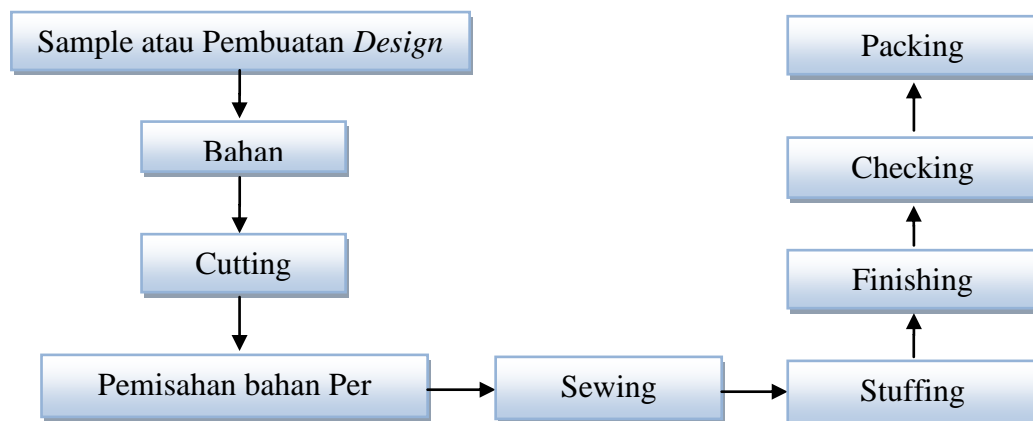 Sample atau Pembuatan Design
Bahan
Cutting
Pemisahan bahan Per
Sewing
Stuffing
Finishing
Checking
Packing